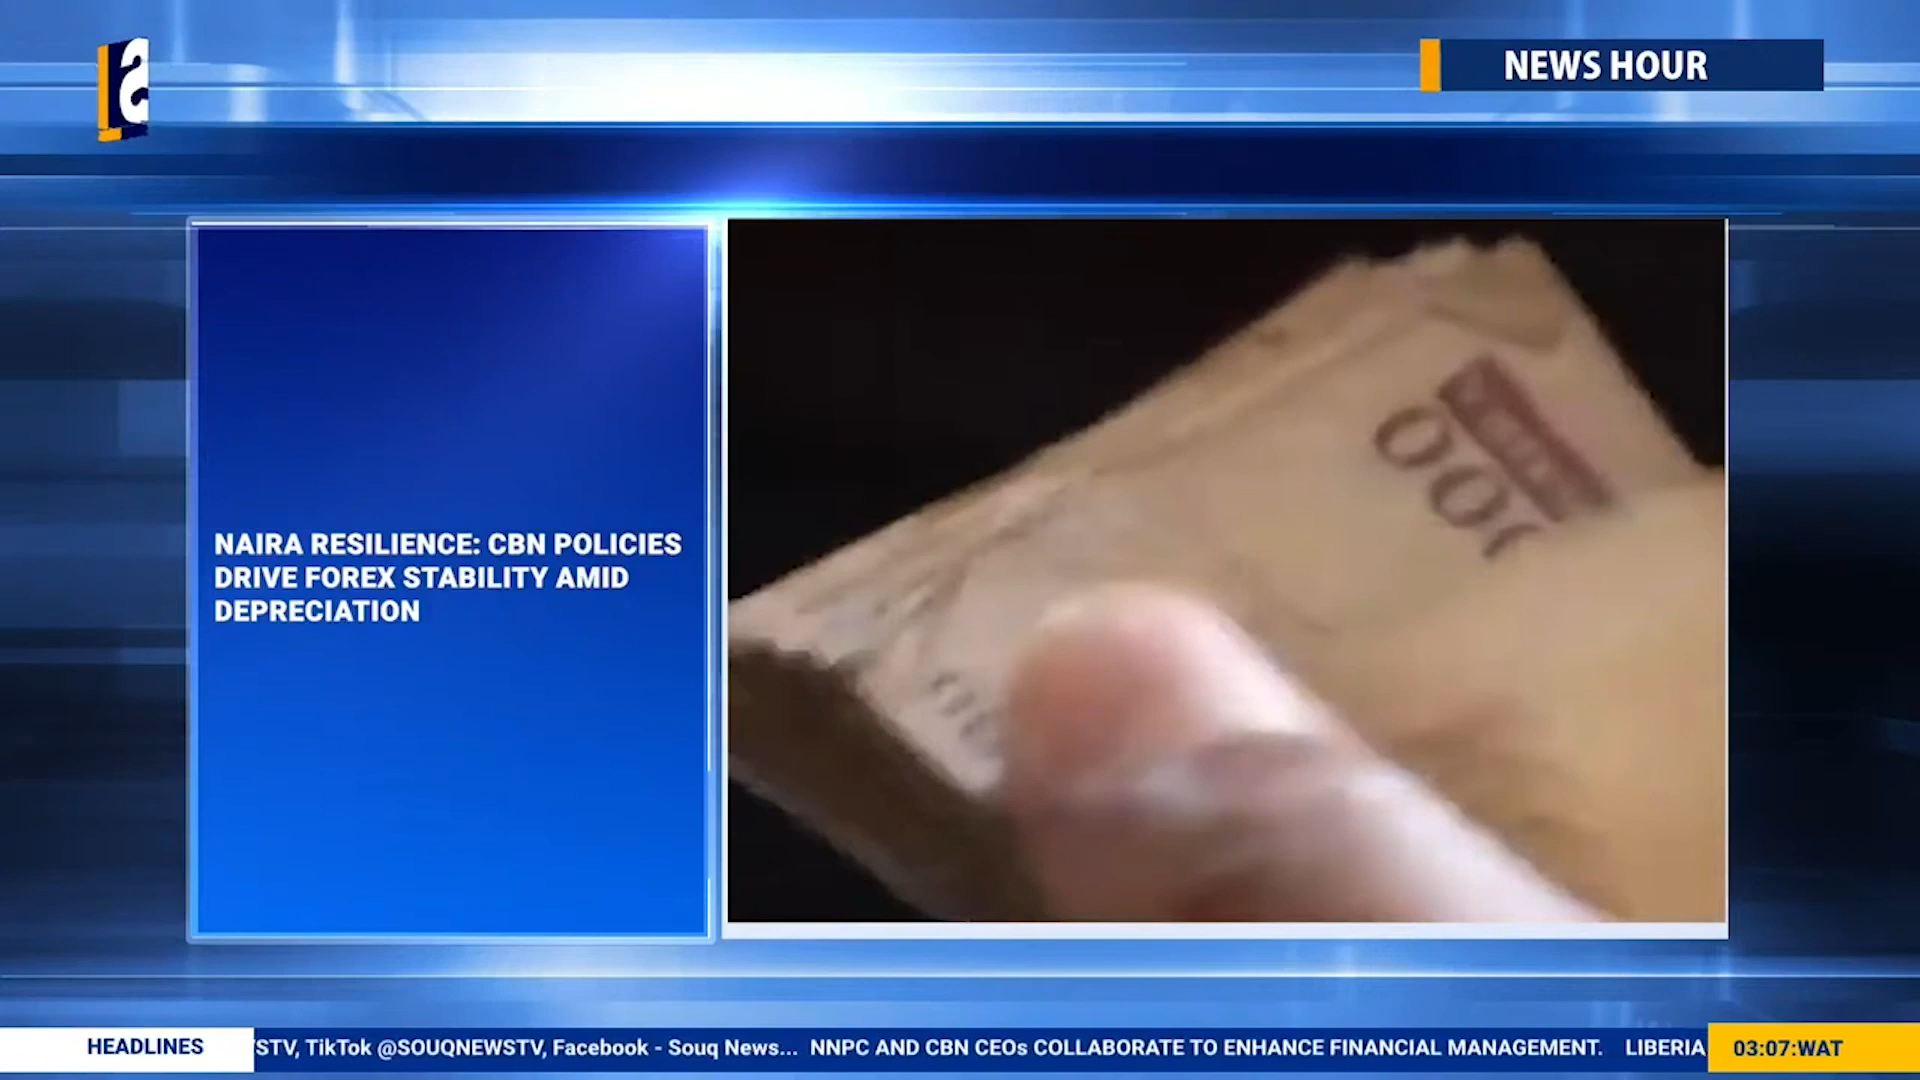 NEWS HOUR
NAIRA RESILIENCE: CBN POLICIES
DRIVE FOREX STABILITY AMID
DEPRECIATION
HEADLINES
STV, TikTok @SOUQNEWSTV, Facebook - Souq News... NNPC AND CBN CEOs COLLABORATE TO ENHANCE FINANCIAL MANAGEMENT. LIBERIA
03:07:WAT